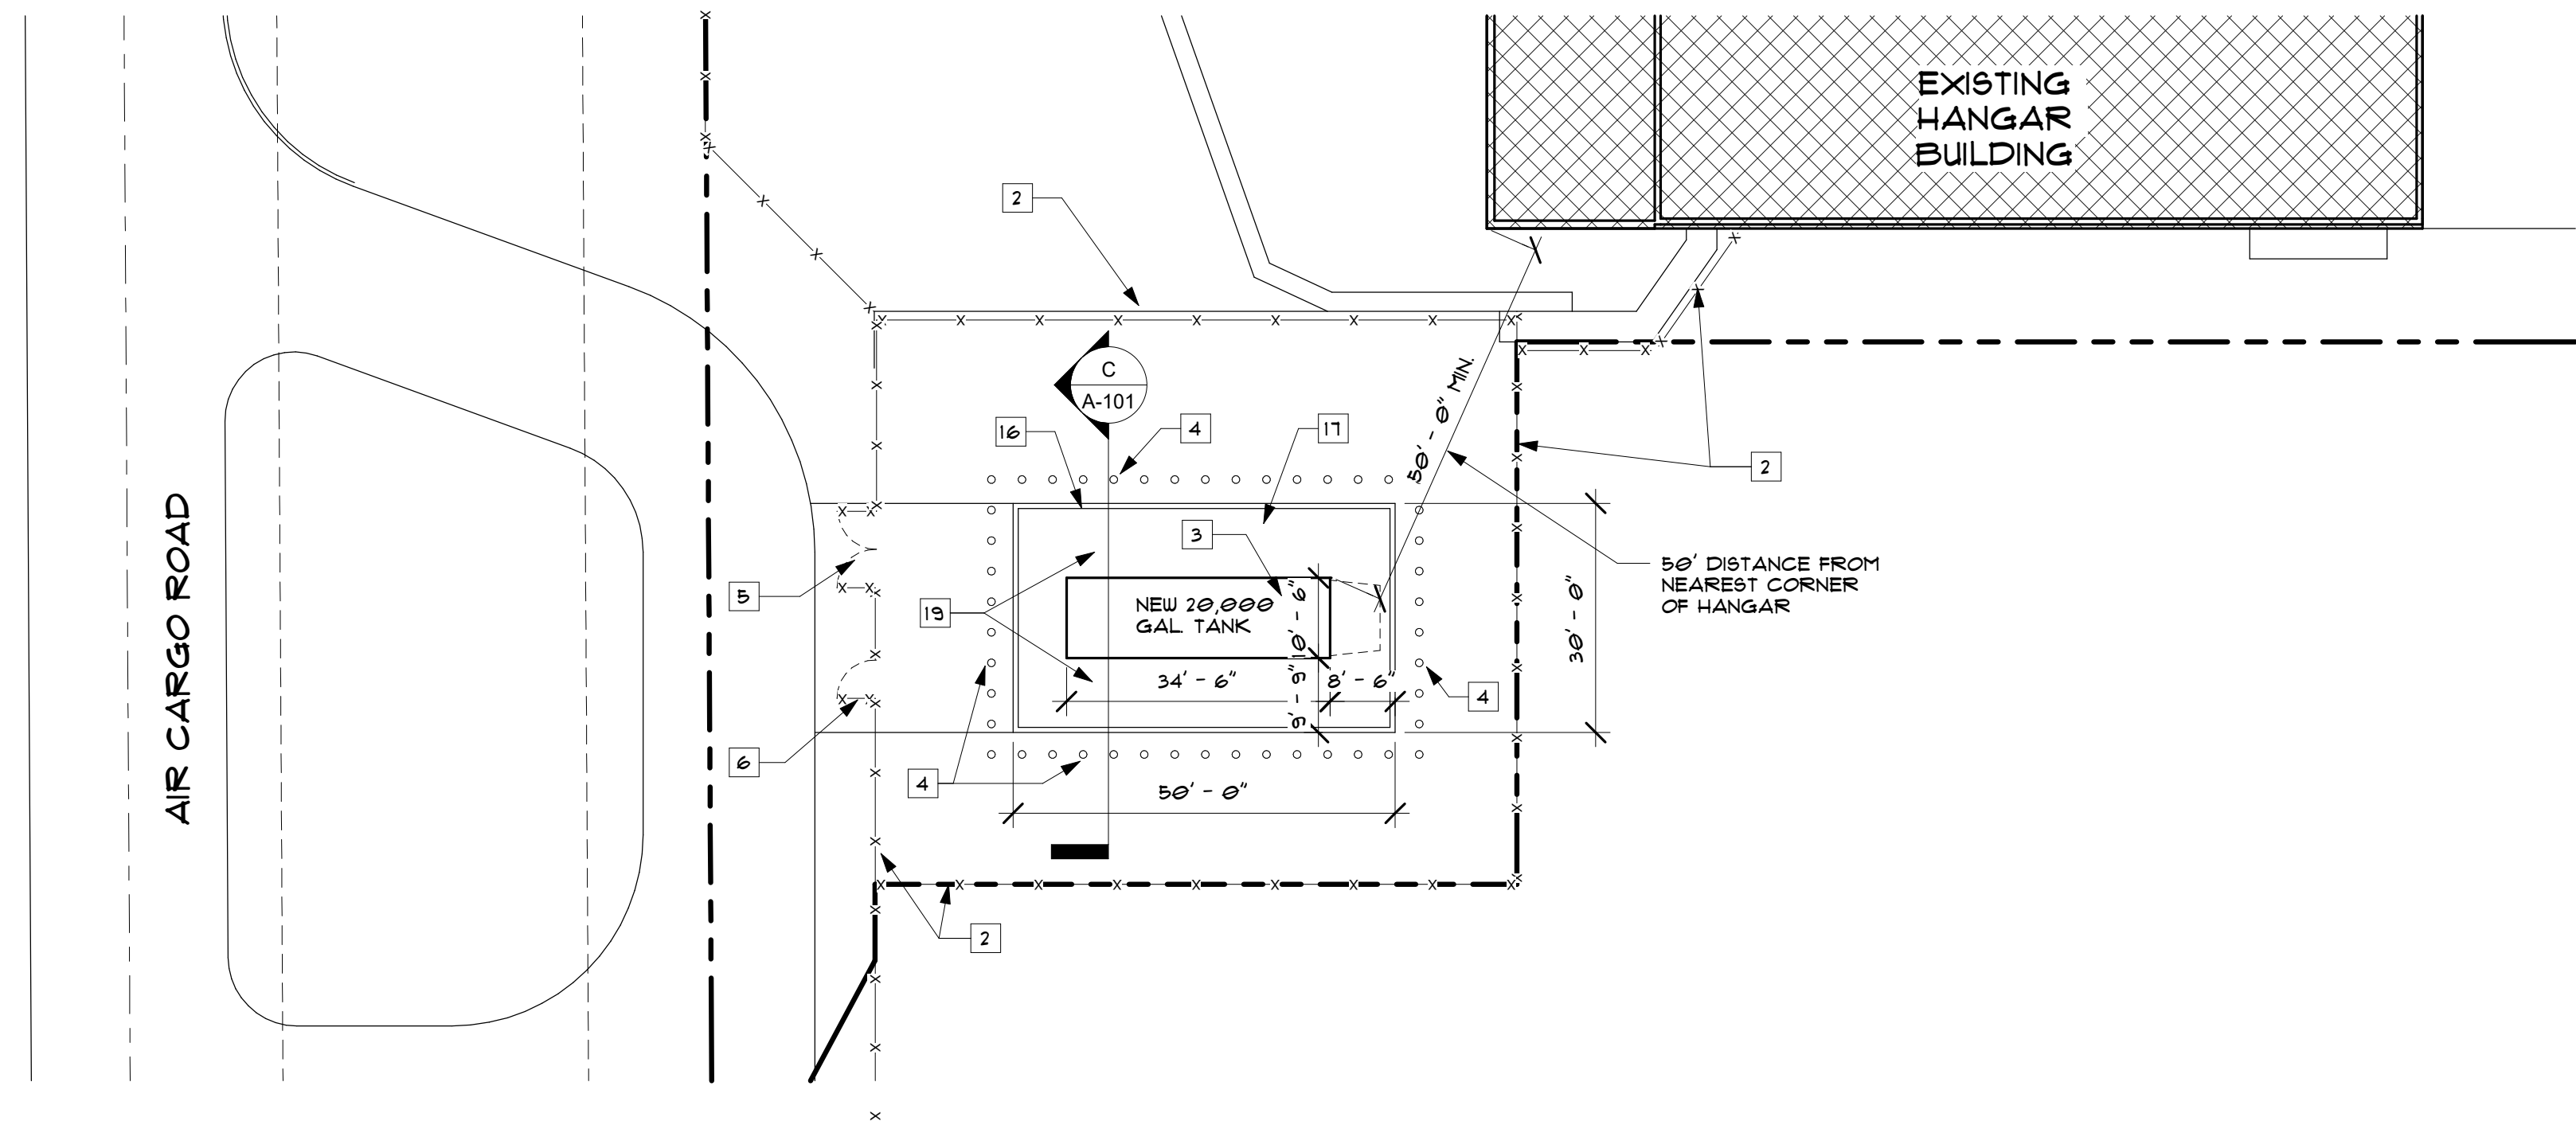 EXISTING
HANGAR
BUILDING
2
C
A-101
50' - 0" MIN.
16
4
17
2
AIR CARGO ROAD
3
5
19
NEW 20,000
GAL. TANK
10' - 6"
50' DISTANCE FROM
NEAREST CORNER
OF HANGAR
30' - 0"
34' - 6"
9' - 9"
8' - 6"
4
6
4
50' - 0"
2